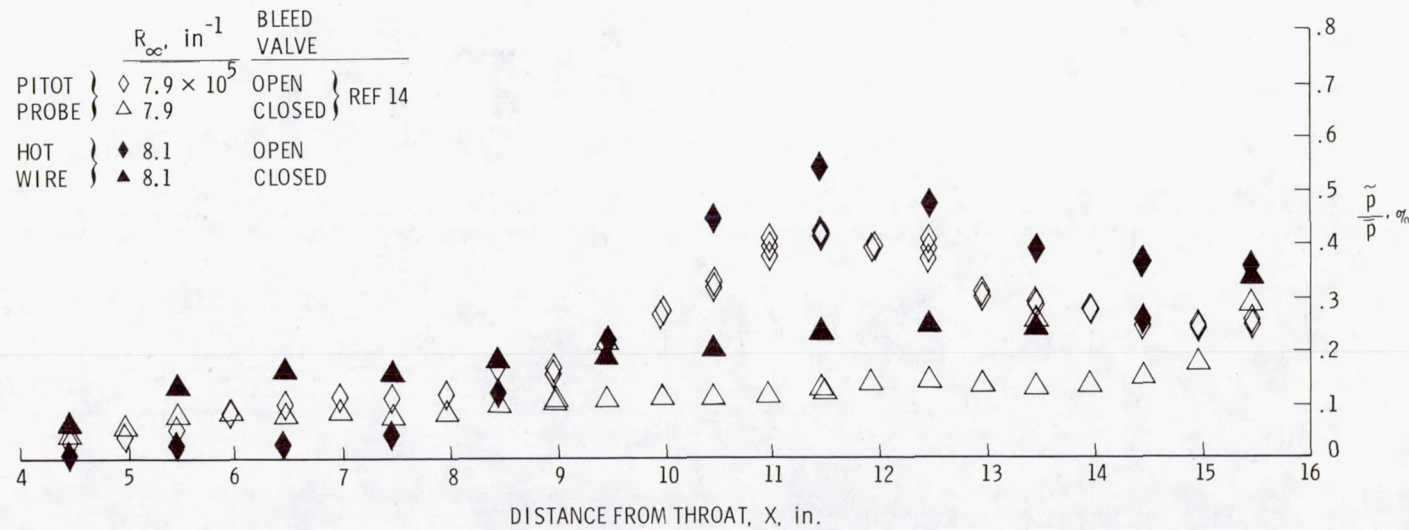 R∞, in⁻¹ BLEED VALVE
PITOT PROBE } ◊ 7.9 × 10⁵ OPEN
△ 7.9 CLOSED } REF 14
HOT WIRE } ♦ 8.1 OPEN
▲ 8.1 CLOSED
.8
.7
.6
.5
.4
.3
.2
.1
0
p̃/p̄, %
4 5 6 7 8 9 10 11 12 13 14 15 16
DISTANCE FROM THROAT, X, in.